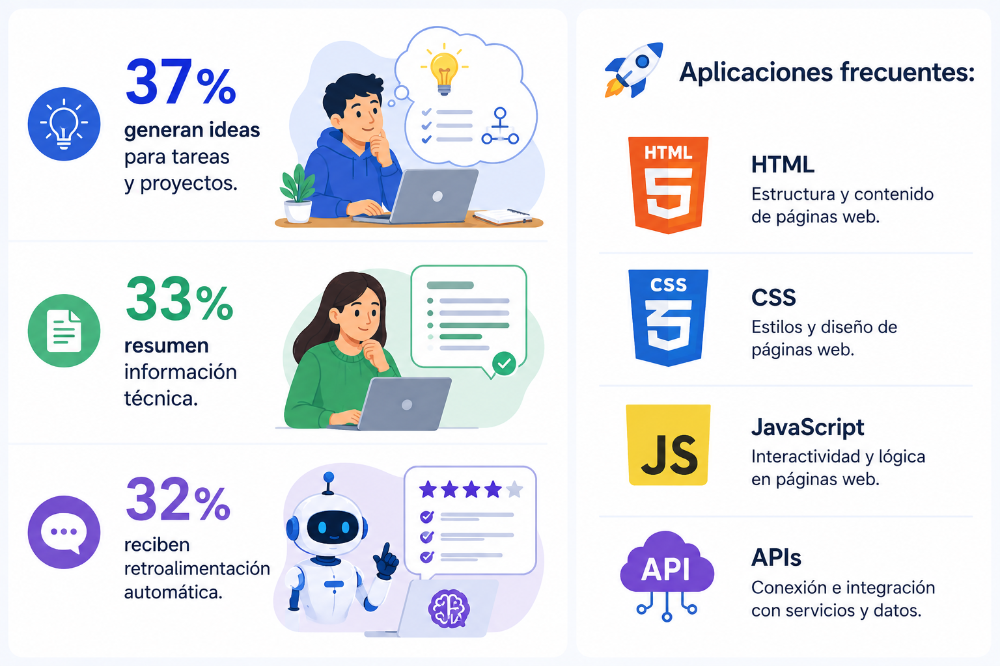 37%
generan ideas
para tareas
y proyectos.
33%
resumen
información
técnica.
32%
reciben
retroalimentación
automática.
Aplicaciones frecuentes:
HTML
5
HTML
Estructura y contenido
de páginas web.
CSS
3
CSS
Estilos y diseño de
páginas web.
JS
JavaScript
Interactividad y lógica
en páginas web.
API
APIs
Conexión e integración
con servicios y datos.